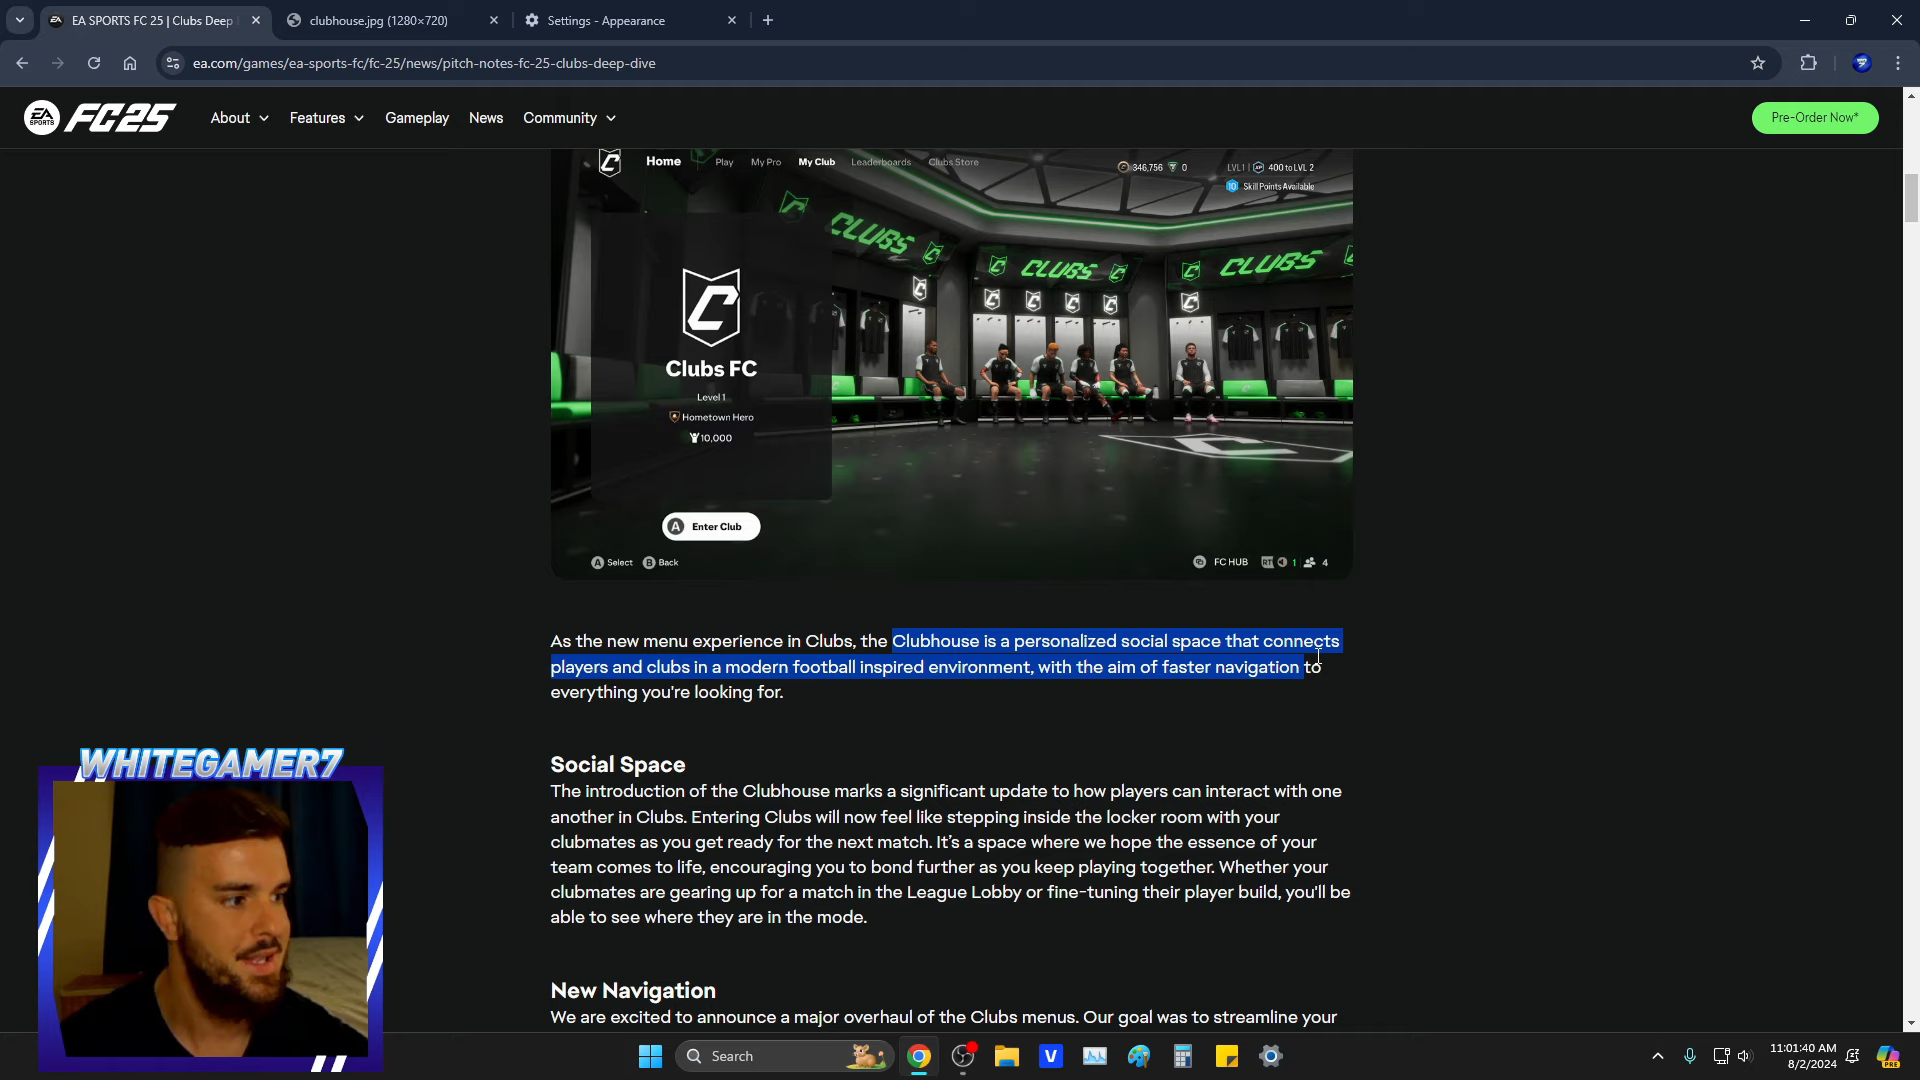 EA SPORTS FC 25 | Clubs Deep
clubhouse.jpg (1280×720)
Settings - Appearance
ea.com/games/ea-sports-fc/fc-25/news/pitch-notes-fc-25-clubs-deep-dive
EA SPORTS FC25
About
Features
Gameplay
News
Community
Pre-Order Now*
Home
Play
My Pro
My Club
Leaderboards
Clubs Store
346,756
0
LVL1
400 to LVL 2
10 Skill Points Available
CLUBS
CLUBS
CLUBS
Clubs FC
Level 1
Hometown Hero
10,000
A Enter Club
A Select
B Back
FC HUB
RT
1
4
As the new menu experience in Clubs, the Clubhouse is a personalized social space that connects
players and clubs in a modern football inspired environment, with the aim of faster navigation to
everything you're looking for.
Social Space
The introduction of the Clubhouse marks a significant update to how players can interact with one
another in Clubs. Entering Clubs will now feel like stepping inside the locker room with your
clubmates as you get ready for the next match. It's a space where we hope the essence of your
team comes to life, encouraging you to bond further as you keep playing together. Whether your
clubmates are gearing up for a match in the League Lobby or fine-tuning their player build, you'll be
able to see where they are in the mode.
New Navigation
We are excited to announce a major overhaul of the Clubs menus. Our goal was to streamline your
WHITEGAMER7
Search
V
11:01:40 AM
8/2/2024
PRE